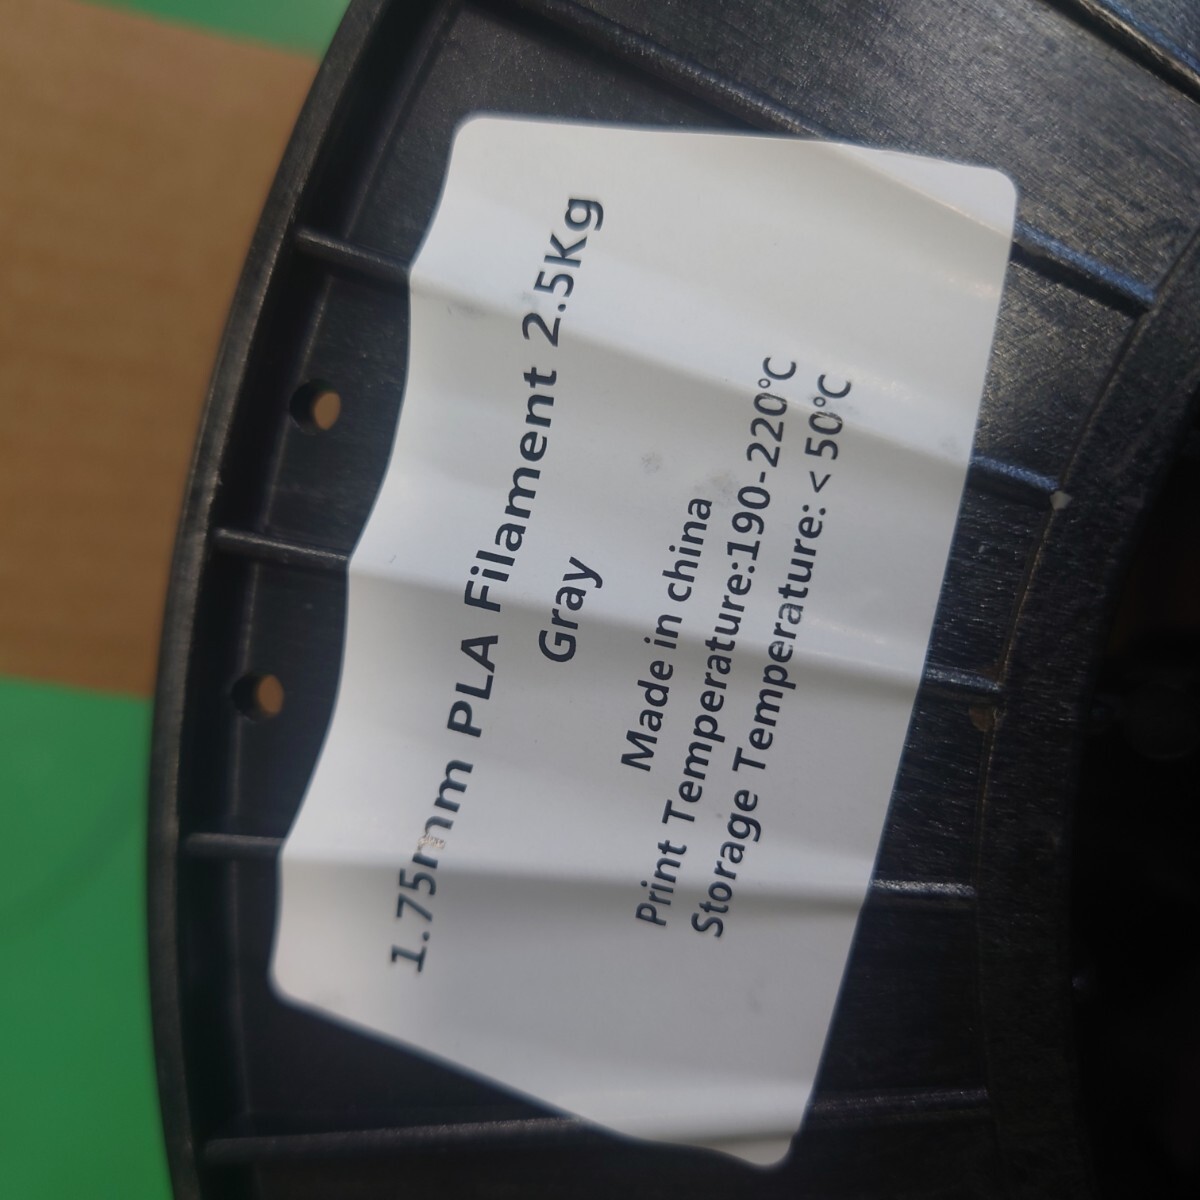 1.75mm PLA Filament 2.5Kg
Gray
Made in china
Print Temperature:190-220℃
Storage Temperature: <50℃